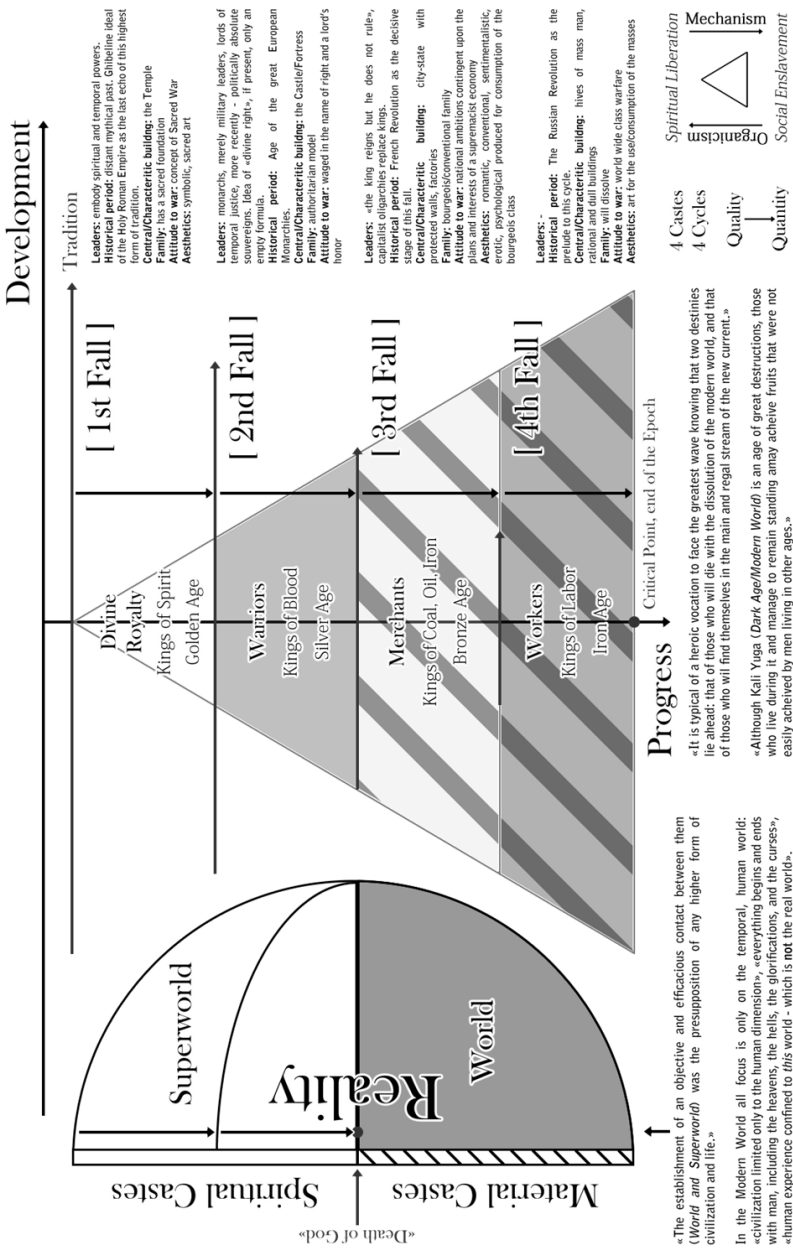 Development
Tradition
[ 1st Fall ]
Leaders: embody spiritual and temporal powers.
Historical period: distant mythical past. Ghibeline ideal
of the Holy Roman Empire as the last echo of this highest
form of tradition.
Central/Characteritic buildng: the Temple
Family: has a sacred foundation
Attitude to war: concept of Sacred War
Aesthetics: symbolic, sacred art
[ 2nd Fall ]
Leaders: monarchs, merely military leaders, lords of
temporal justice, more recently - politically absolute
souvereigns. Idea of «divine right», if present, only an
empty formula.
Historical period: Age of the great European
Monarchies.
Central/Characteritic buildng: the Castle/Fortress
Family: authoritarian model
Attitude to war: waged in the name of right and a lord's
honor
[ 3rd Fall ]
Leaders: «the king reigns but he does not rule»,
capitalist oligarchies replace kings.
Historical period: French Revolution as the decisive
stage of this fall.
Central/Characteritic buildng: city-state with
protected walls, factories
Family: bourgeois/conventional family
Attitude to war: national ambitions contingent upon the
plans and interests of a supremacist economy
Aesthetics: romantic, conventional, sentimentalistic,
erotic, psychological produced for consumption of the
bourgeois class
[ 4th Fall ]
Leaders: -
Historical period: The Russian Revolution as the
prelude to this cycle.
Central/Characteritic buildng: hives of mass man,
rational and dull buildings
Family: will dissolve
Attitude to war: world wide class warfare
Aesthetics: art for the use/consumption of the masses
Divine
Royalty
Kings of Spirit
Golden Age
Warriors
Kings of Blood
Silver Age
Merchants
Kings of Coal, Oil, Iron
Bronze Age
Workers
Kings of Labor
Iron Age
Critical Point, end of the Epoch
Progress
Superworld
Reality
World
Spiritual Castes
Material Castes
«Death of God»
«The establishment of an objective and efficacious contact between them
(World and Superworld) was the presupposition of any higher form of
civilization and life.»
In the Modern World all focus is only on the temporal, human world:
«civilization limited only to the human dimension», «everything begins and ends
with man, including the heavens, the hells, the glorifications, and the curses»,
«human experience confined to this world - which is not the real world».
«It is typical of a heroic vocation to face the greatest wave knowing that two destinies
lie ahead: that of those who will die with the dissolution of the modern world, and that
of those who will find themselves in the main and regal stream of the new current.»
«Although Kali Yuga (Dark Age/Modern World) is an age of great destructions, those
who live during it and manage to remain standing amay acheive fruits that were not
easily acheived by men living in other ages.»
4 Castes
4 Cycles
Quality
Quantity
Spiritual Liberation
Organicism
Mechanism
Social Enslavement